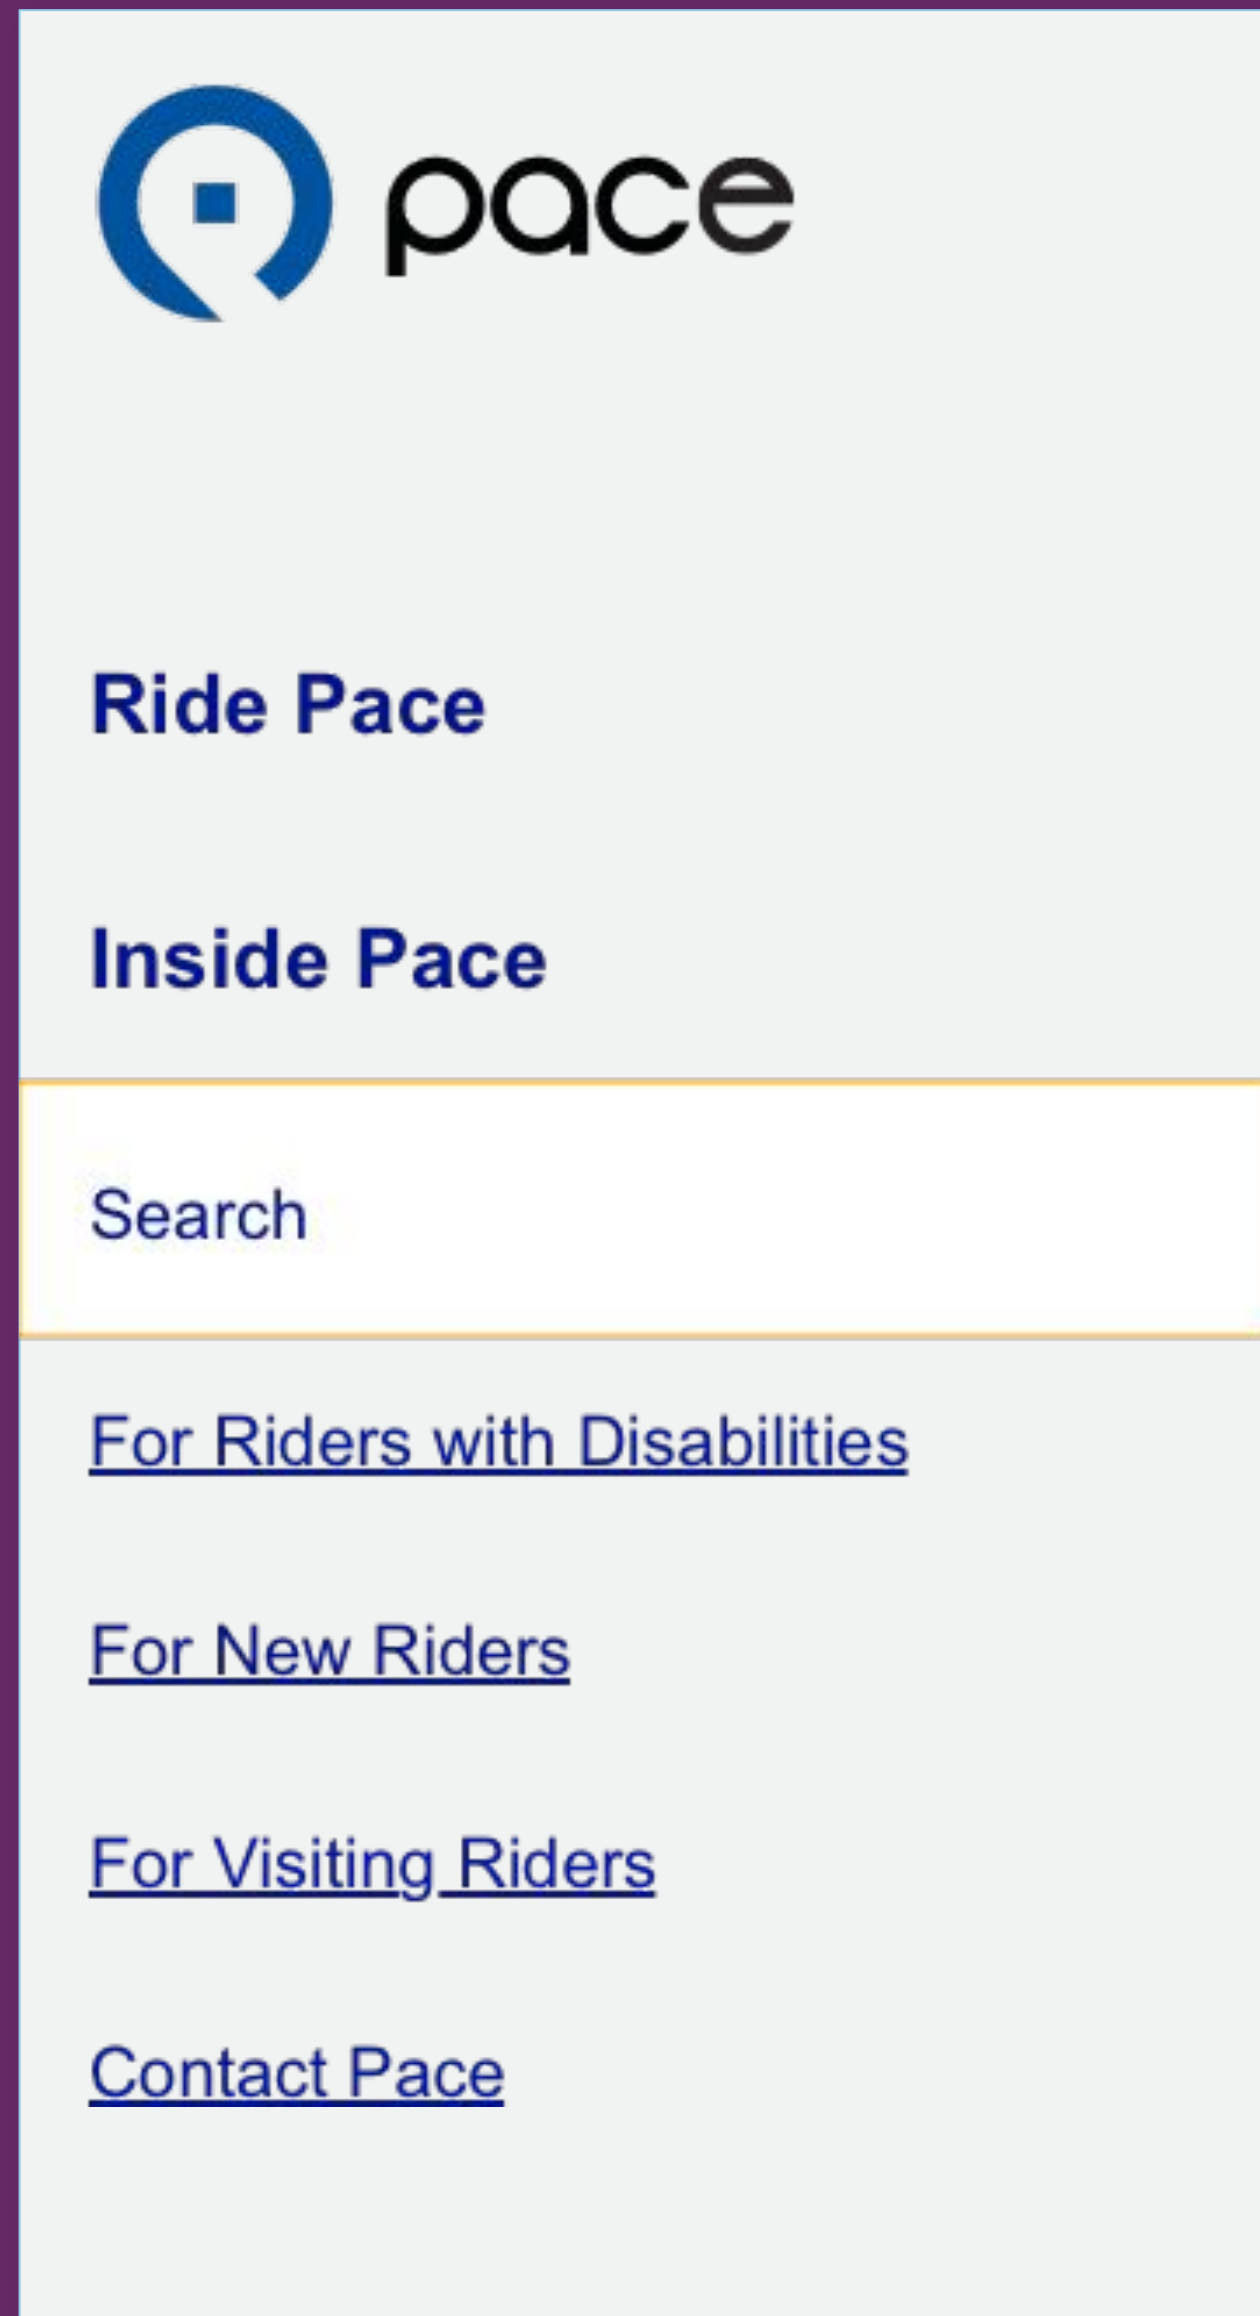 pace
Ride Pace
Inside Pace
Search
For Riders with Disabilities
For New Riders
For Visiting Riders
Contact Pace